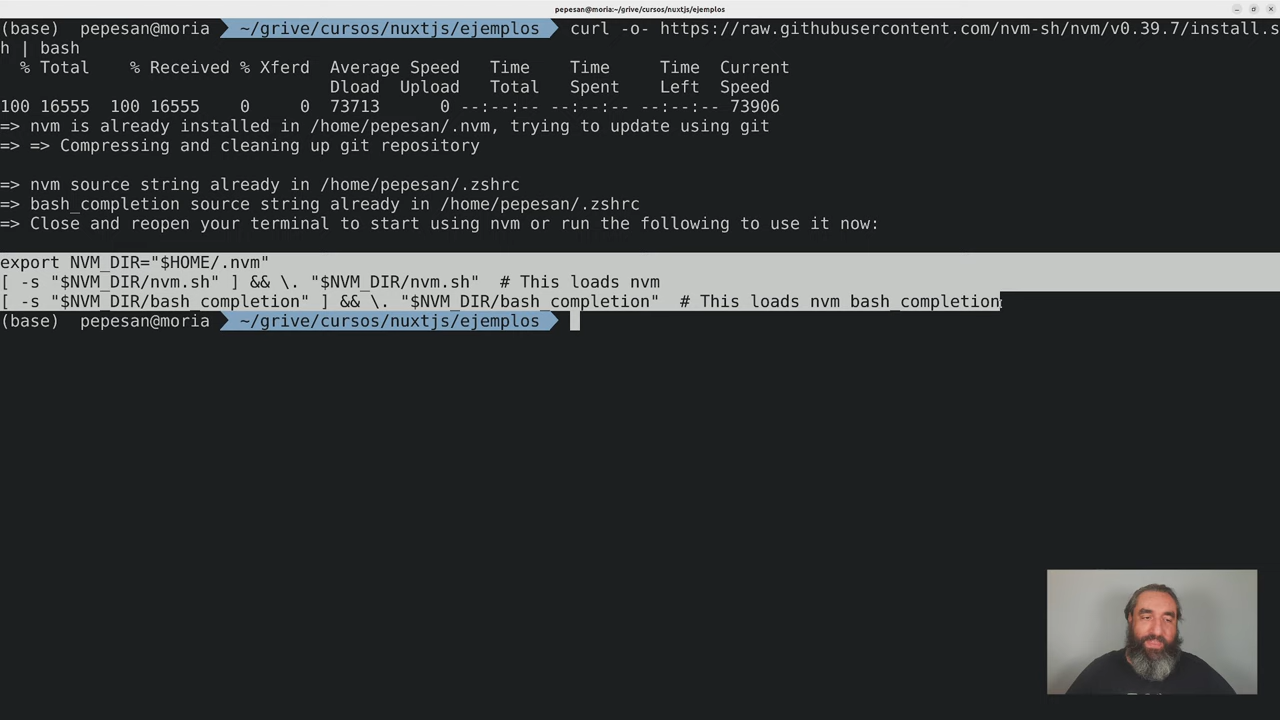 pepesan@moria:~/grive/cursos/nuxtjs/ejemplos
(base) pepesan@moria ~/grive/cursos/nuxtjs/ejemplos curl -o- https://raw.githubusercontent.com/nvm-sh/nvm/v0.39.7/install.s
h | bash
% Total % Received % Xferd Average Speed Time Time Time Current
Dload Upload Total Spent Left Speed
100 16555 100 16555 0 0 73713 0 --:--:-- --:--:-- --:--:-- 73906
=> nvm is already installed in /home/pepesan/.nvm, trying to update using git
=> => Compressing and cleaning up git repository
=> nvm source string already in /home/pepesan/.zshrc
=> bash_completion source string already in /home/pepesan/.zshrc
=> Close and reopen your terminal to start using nvm or run the following to use it now:
export NVM_DIR="$HOME/.nvm"
[ -s "$NVM_DIR/nvm.sh" ] && \. "$NVM_DIR/nvm.sh" # This loads nvm
[ -s "$NVM_DIR/bash_completion" ] && \. "$NVM_DIR/bash_completion" # This loads nvm bash_completion
(base) pepesan@moria ~/grive/cursos/nuxtjs/ejemplos